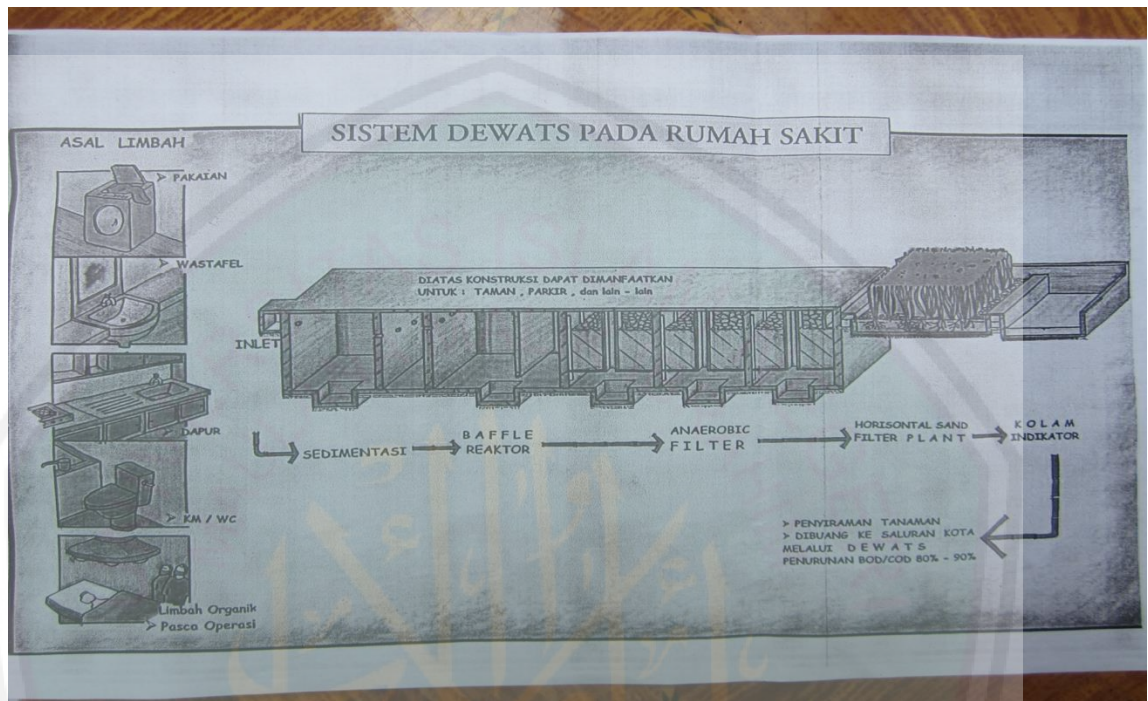 SISTEM DEWATS PADA RUMAH SAKIT
ASAL LIMBAH
➢ PAKAIAN
➢ WASTAFEL
➢ DAPUR
➢ KM / WC
Limbah Organik
➢ Pasca Operasi
DIATAS KONSTRUKSI DAPAT DIMANFAATKAN
UNTUK : TAMAN , PARKIR , dan lain - lain
INLET
SEDIMENTASI
BAFFLE
REAKTOR
ANAEROBIC
FILTER
HORISONTAL SAND
FILTER PLANT
KOLAM
INDIKATOR
➢ PENYIRAMAN TANAMAN
➢ DIBUANG KE SALURAN KOTA
MELALUI DEWATS
PENURUNAN BOD/COD 80% - 90%